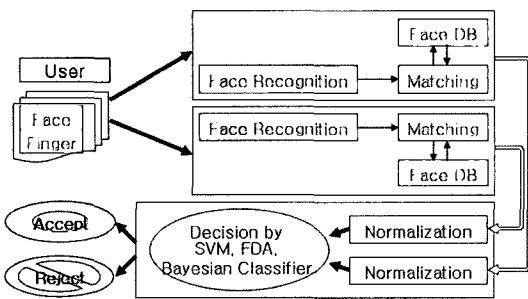 Face DB
User
Face Recognition
Matching
Face
Finger
Face Recognition
Matching
Face DB
Accept
Decision by
SVM, FDA,
Bayesian Classifier
Normalization
Normalization
Reject